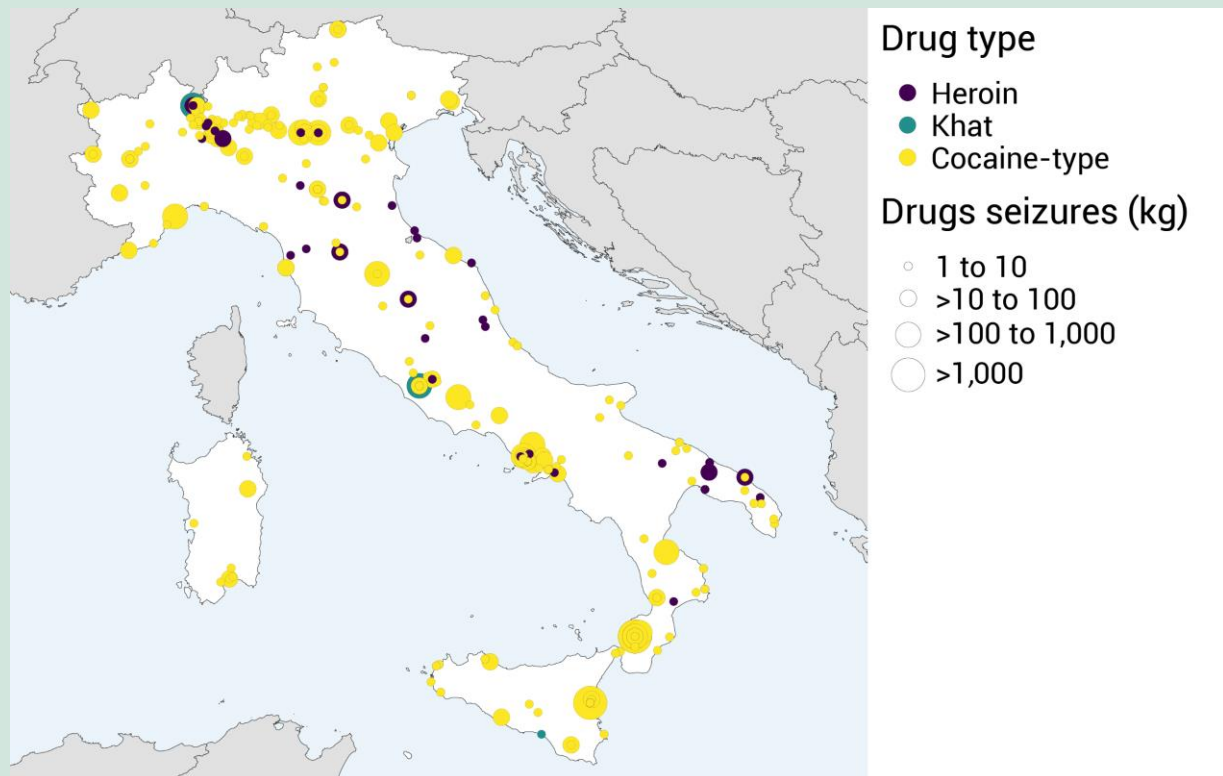 Drug type
Heroin
Khat
Cocaine-type
Drugs seizures (kg)
1 to 10
>10 to 100
>100 to 1,000
>1,000